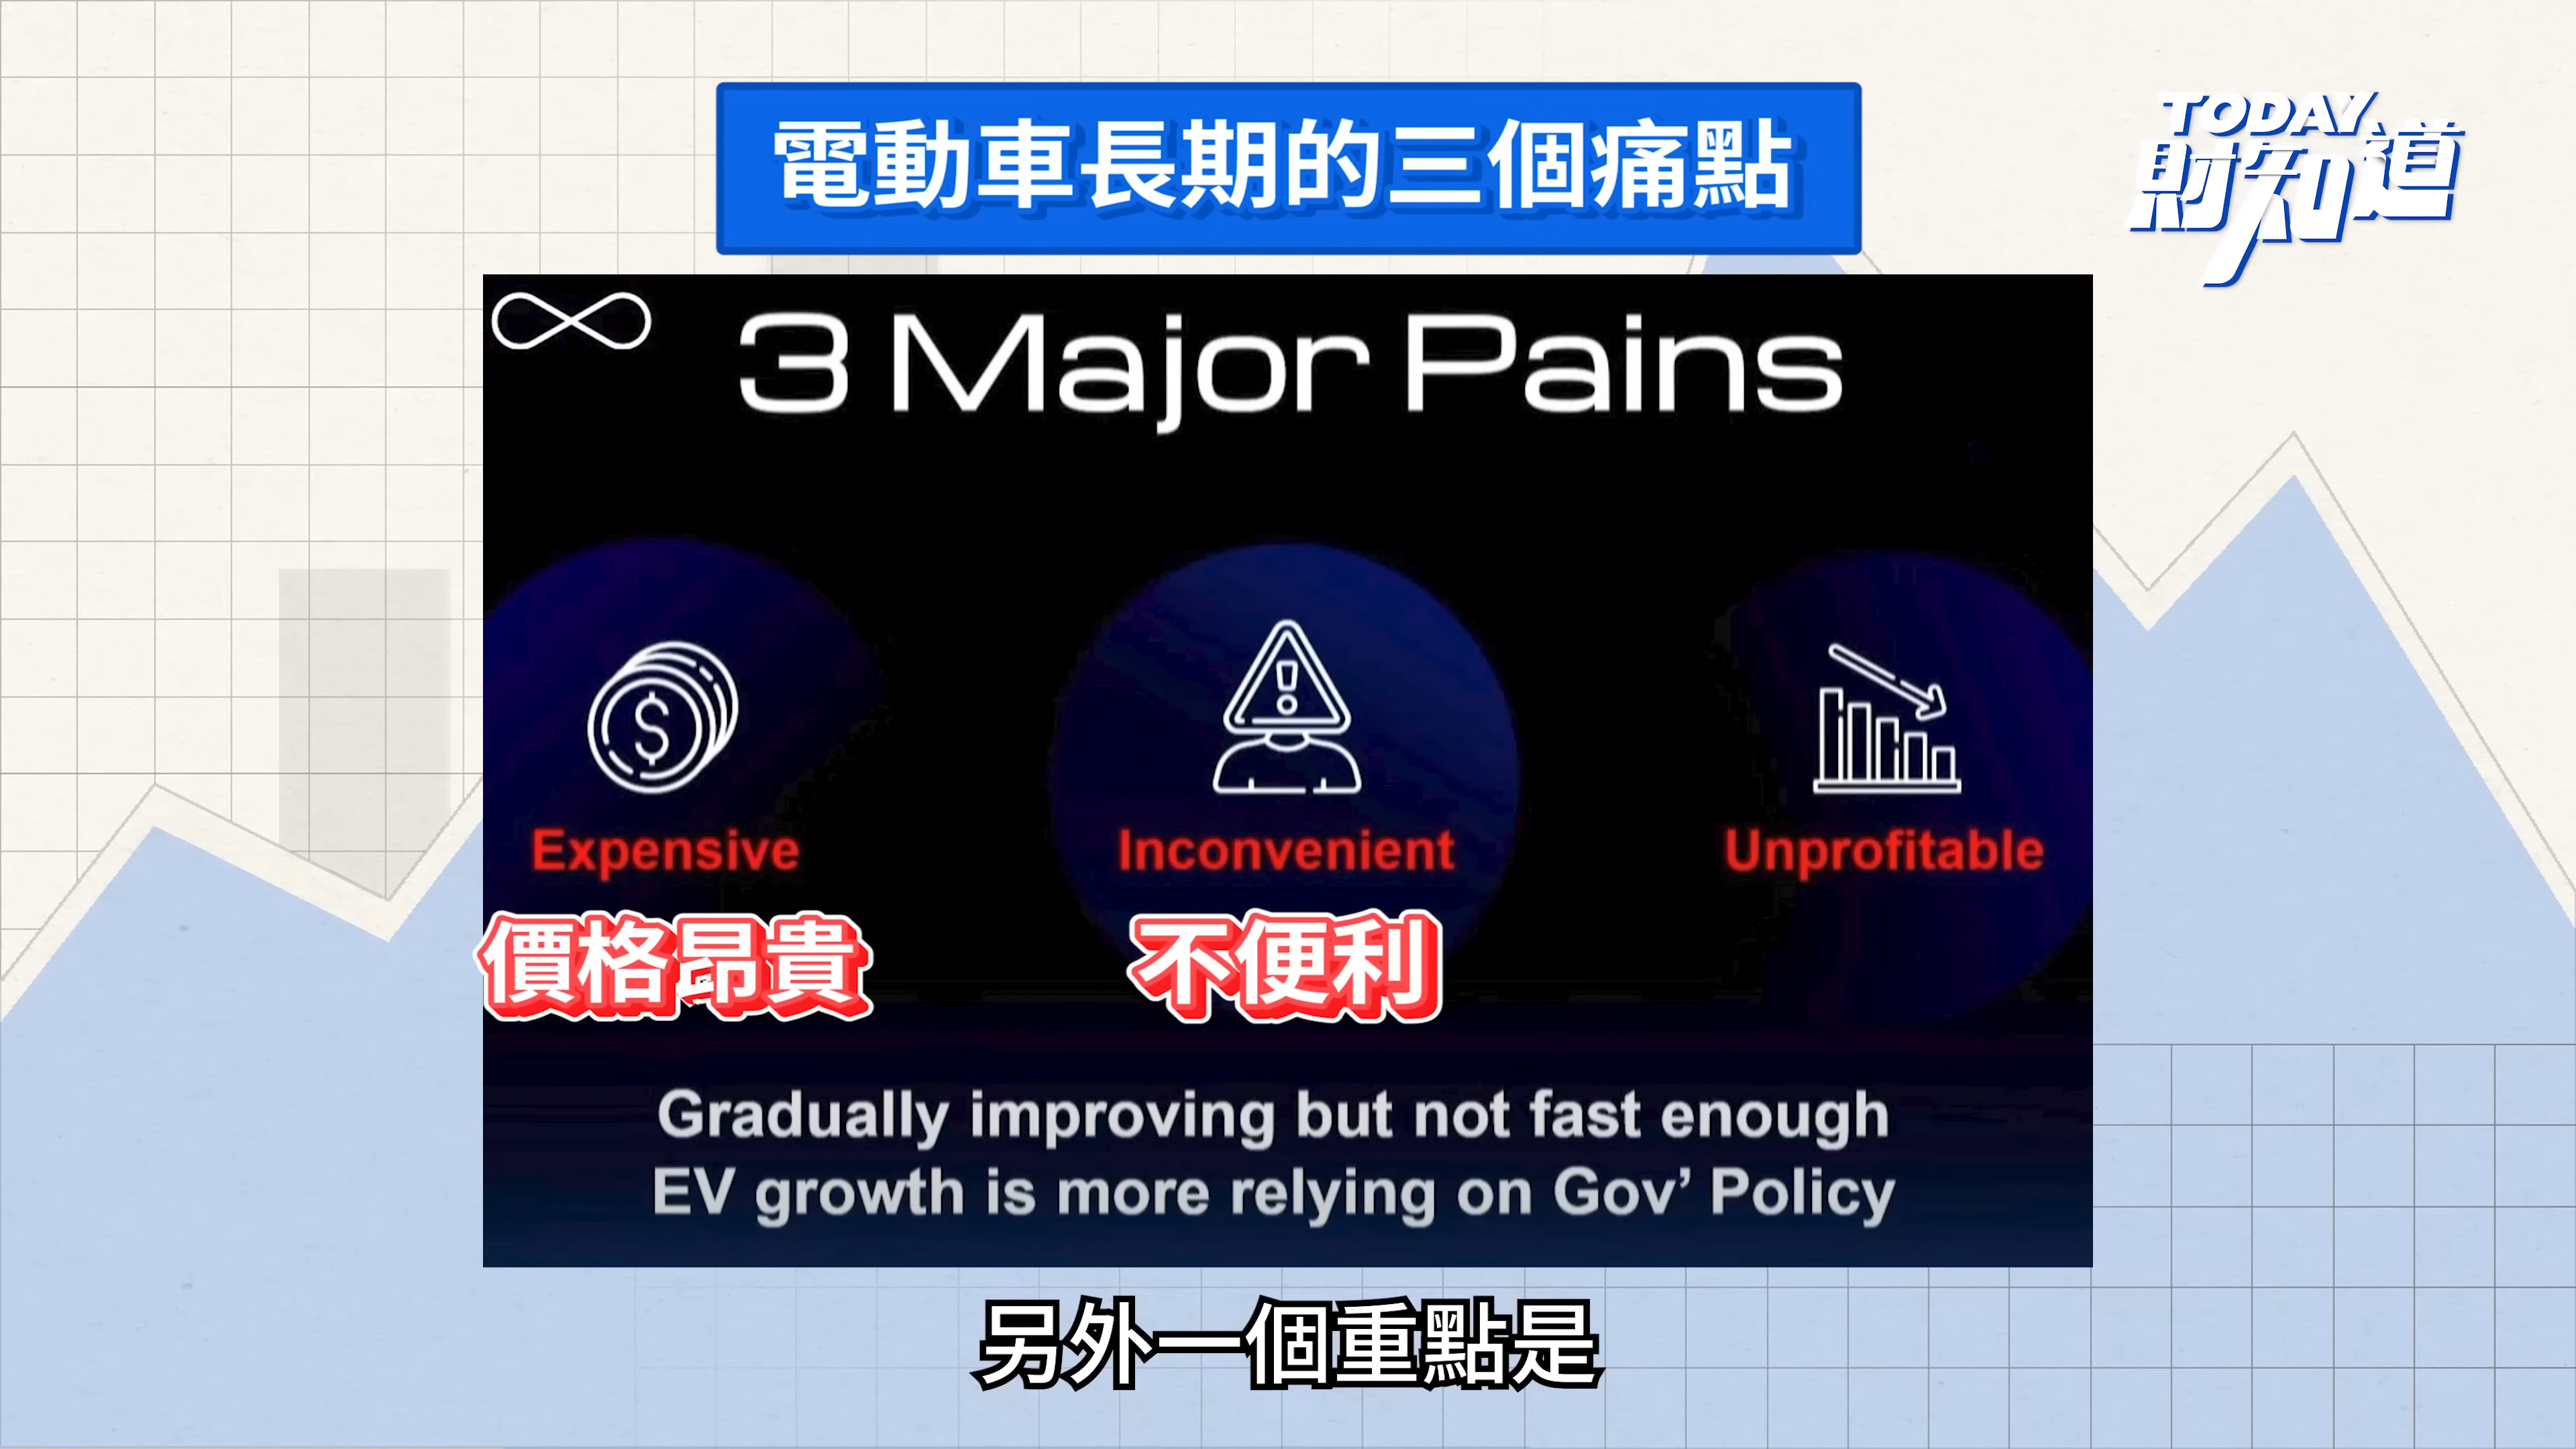 電動車長期的三個痛點
TODAY
財知道
3 Major Pains
Expensive
Inconvenient
Unprofitable
價格昂貴
不便利
Gradually improving but not fast enough
EV growth is more relying on Gov’ Policy
另外一個重點是